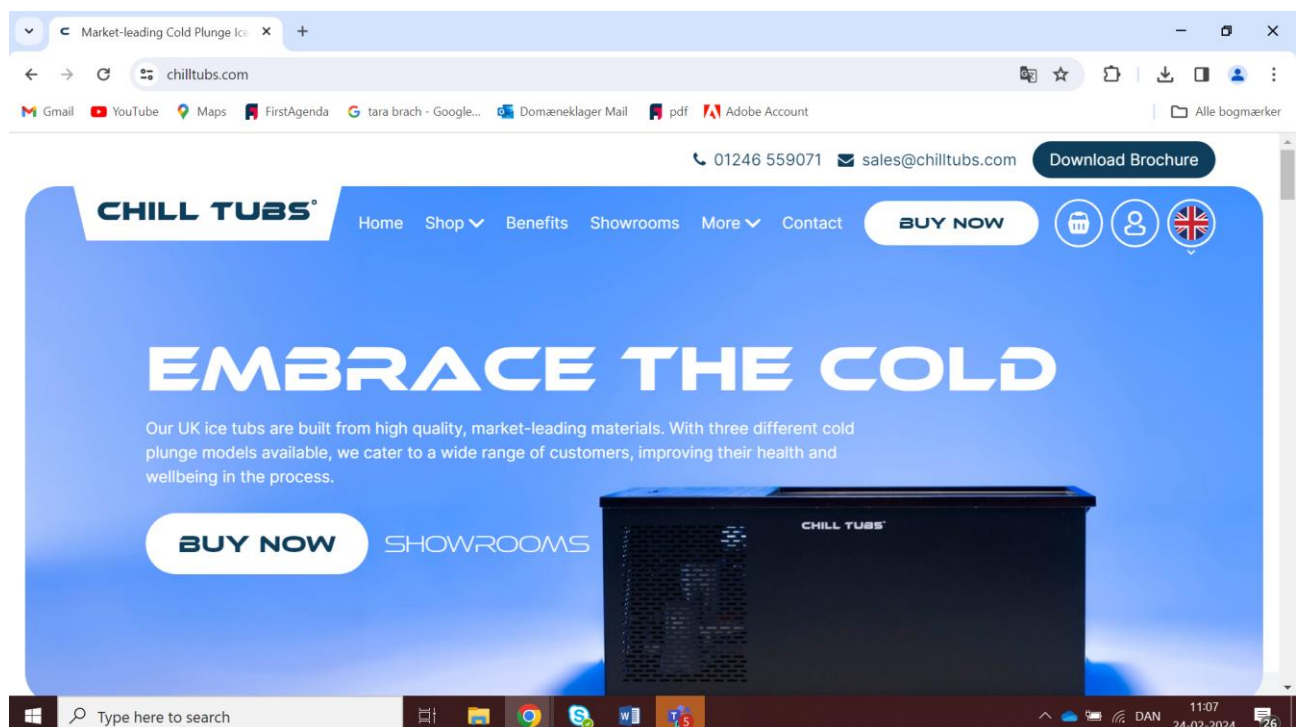 Market-leading Cold Plunge Ice
chilltubs.com
Gmail YouTube Maps FirstAgenda tara brach - Google... Domæneklager Mail pdf Adobe Account Alle bogmærker
01246 559071 sales@chilltubs.com Download Brochure
CHILL TUBS°
Home Shop Benefits Showrooms More Contact BUY NOW
EMBRACE THE COLD
Our UK ice tubs are built from high quality, market-leading materials. With three different cold
plunge models available, we cater to a wide range of customers, improving their health and
wellbeing in the process.
BUY NOW SHOWROOMS
CHILL TUBS°
Type here to search
DAN
11:07
24-02-2024
26